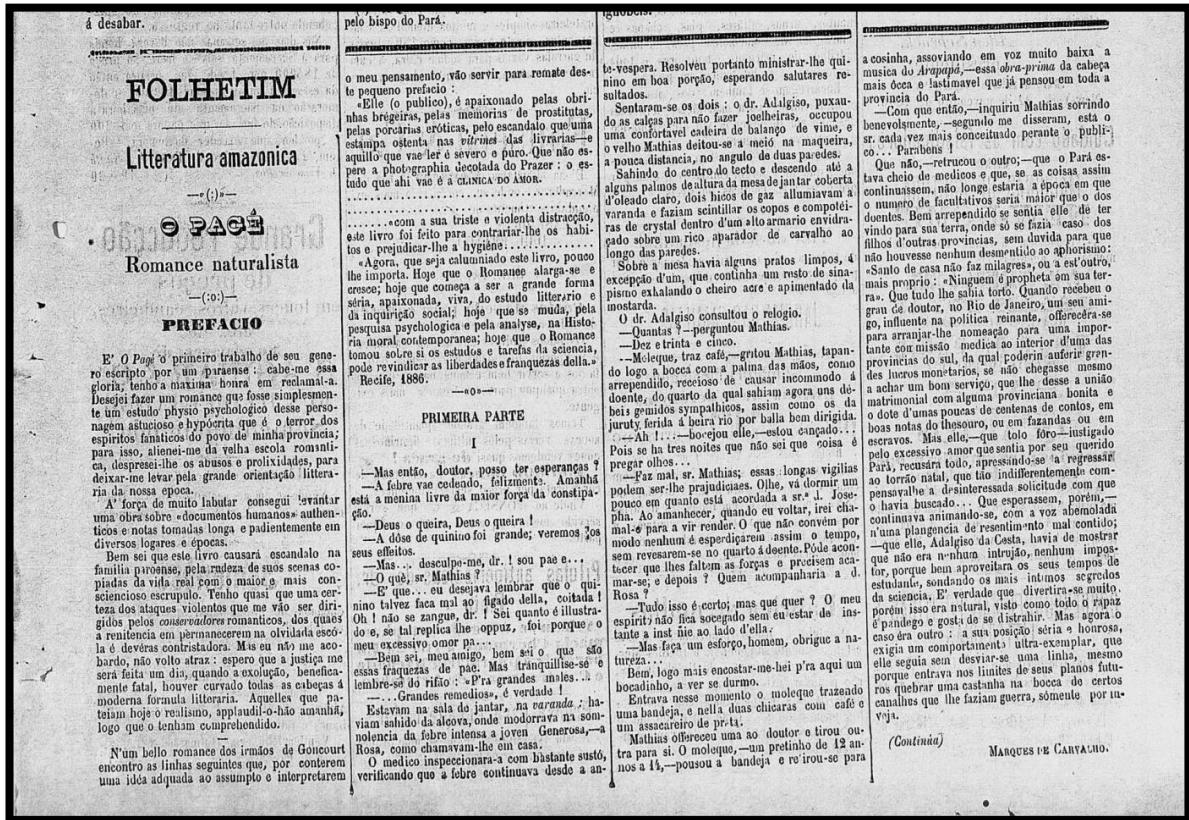 á desabar.
FOLHETIM
Litteratura amazonica
—«(:)»—
O PAGÉ
Romance naturalista
—(:o:)—
PREFACIO
E' O Pagé o primeiro trabalho de seu gene-
ro escripto por um paraense : cabe-me essa
gloria, tenho a maxima honra em reclamal-a.
Desejei fazer um romance que fosse simplesmen-
te um estudo physio psychologico desse perso-
nagem astucioso e hypócrita que é o terror dos
espiritos fanaticos do povo de minha provincia;
para isso, alienei-me da velha escola romanti-
ca, despresei-lhe os abusos e prolixidades, para
deixar-me levar pela grande orientação littera-
ria da nossa epoca.
A' força de muito labutar consegui levantar
uma obra sobre «documentos humanos» authen-
ticos e notas tomadas longa e padientemente em
diversos logares e épocas.
Bem sei que este livro causará escandalo na
familia paroense, pela rudeza de suos scenas co-
piadas da vida real com o maior e mais con-
sciencioso escrupulo. Tenho quasi que uma cer-
teza dos ataques violentos que me vão ser diri-
gidos pelos conservadores romanticos, dos quaes
a renitencia em permanecerem na olvidada escó-
la é devéras contristadora. Mas eu não me aco-
bardo, não volto atraz : espero que a justiça me
será feita um dia, quando a exolução, benefica-
mente fatal, houver curvado todas as cabeças á
moderna formula litteraria. Aquelles que pa-
teiam hoje o realismo, applaudil-o-hão amanhã,
logo que o tenham comprehendido.
N'um bello romance dos irmãos de Goncourt
encontro as linhas seguintes que, por conterem
uma idéa adquada ao assumpto e interpretarem
pelo bispo do Pará.
o meu pensamento, vão servir para remate des-
te pequeno prefacio :
«Elle (o publico), é apaixonado pelas obri-
nhas brégeiras, pelas memorias de prostitutas,
pelas porcarias eróticas, pelo escandalo que uma
estampa ostenta nas vitrines das livrarias—e
aquillo que vae ler é severo e puro. Que não es-
pere a photographia decotada do Prazer : o es-
tudo que ahi vae é a CLINICA DO AMOR.
..........................................
.......«com a sua triste e violenta distracção,
este livro foi feito para contrariar-lhe os habi-
tos e prejudicar-lhe a hygiene...............
«Agora, que seja calumniado este livro, pouco
lhe importa. Hoje que o Romance alarga-se e
cresce; hoje que começa a ser a grande forma
séria, apaixonada, viva, do estudo litterario e
da inquirição social; hoje que se muda, pela
pesquisa psychologica e pela analyse, na Histo-
ria moral contemporanea; hoje que o Romance
tomou sobre si os estudos e tarefas da sciencia,
póde revindicar as liberdades e franquezas della.»
Recife, 1886.
—«o»—
PRIMEIRA PARTE
I
—Mas então, doutor, posso ter esperanças ?
—A febre vae cedendo, felizmente. Amanhã
está a menina livre da maior força da constipa-
ção.
—Deus o queira, Deus o queira !
—A dóse de quinino foi grande; veremos os
seus effeitos.
—Mas... desculpe-me, dr. ! sou pae e...
—O quê, sr. Mathias ?
—E' que... eu desejava lembrar que o qui-
nino talvez faca mal ao figado della, coitada !
Oh ! não se zangue, dr. ! Sei quanto é illustra-
do e, se tal replica lhe oppuz, foi porque o
meu excessivo omor pa...
—Bem sei, meu amigo, bem sei o que são
essas fraquezas de pae. Mas tranquillise-se e
lembre-se do rifão : «P'ra grandes males...
—....Grandes remedios», é verdade !
Estavam na sala de jantar, na varanda ; ha-
viam sahido da alcova, onde modorrava na som-
nolencia da febre intensa a joven Generosa,—a
Rosa, como chamavam-lhe em casa.
O medico inspeccionara-a com bastante sustó,
verificando que a febre continuava desde a an-
te-vespera. Resolveu portanto ministrar-lhe qui-
nino em boa porção, esperando salutares re-
sultados.
Sentaram-se os dois : o dr. Adalgiso, puxau-
do as calças para não fazer joelheiras, occupou
uma confortavel cadeira de balanço de vime, e
o velho Mathias deitou-se a meió na maqueira,
a pouca distancia, no angulo de duas paredes.
Sahindo do centro do tecto e descendo até a
alguns palmos de altura da mesa de jantar coberta
d'oleado claro, dois bicos de gaz allumiavam a
varanda e faziam scintillar os copos e compotéi-
ras de crystal dentro d'um alto armario envidra-
çado sobre um rico aparador de carvalho ao
longo das paredes.
Sobre a mesa havia alguns pratos limpos, á
excepção d'um, que continha um resto de sina-
pismo exhalando o cheiro acre e apimentado da
mostarda.
O dr. Adalgiso consultou o relogio.
—Quantas ?—perguntou Mathias.
—Dez e trinta e cinco.
—Moleque, traz café,—gritou Mathias, tapan-
do logo a bocca com a palma das mãos, como
arrependido, receioso de causar incommodo á
doente, do quarto da qual sahiam agora uns dé-
beis gemidos sympathicos, assim como os da
juruty, ferida á beira rio por balla bem dirigida.
—Ah !...—bocejou elle,—estou cançado...
Pois se ha tres noites que não sei que coisa é
pregar olhos...
—Faz mal, sr. Mathias; essas longas vigilias
podem ser-lhe prajudiciaes. Olhe, vá dormir um
pouco em quanto está acordada a sr.ª d. Jose-
pha. Ao amanhecer, quando eu voltar, irei cha-
mal-o para a vir render. O que não convém por
modo nenhum é esperdiçarem assim o tempo,
sem revesarem-se no quarto á doente. Póde acon-
tecer que lhes faltem as forças e precisem aca-
mar-se; e depois ? Quem acompanharia a d.
Rosa ?
—Tudo isso é certo; mas que quer ? O meu
espirito não fica socegado sem eu estar de ins-
tante a inst nte ao lado d'ella.
—Mas faça um esforço, homem, obrigue a na-
tureza...
Bem, logo mais encostar-me-hei p'ra aqui um
bocadinho, a ver se durmo.
Entrava nesse momento o moleque trazendo
uma bandeja, e nella duas chicaras com café e
um assacareiro de prata.
Mathias offereceu uma ao doutor e tirou ou-
tra para si. O moleque,—um pretinho de 12 an-
nos a 14,—pousou a bandeja e re'irou-se para
a cosinha, assoviando em voz muito baixa a
musica do Arapapá,—essa obra-prima da cabeça
mais ôcca e lastimavel que já pensou em toda a
provincia do Pará.
—Com que então,—inquiriu Mathias sorrindo
benevolsmente,—segundo me disseram, está o
sr. cada vez mais conceituado perante o publi-
co... Parabens !
Que não,—retrucou o outro;—que o Pará es-
tava cheio de medicos e que, se as coisas assim
continuassem, não longe estaria a época em que
o numero de facultativos seria maior que o dos
doentes. Bem arrependido se sentia elle de ter
vindo para sua terra, onde só se fazia caso dos
filhos d'outras provincias, sem duvida para que
não houvesse nenhum desmentido ao aphorismo:
«Santo de casa não faz milagres», ou a est'outro,
mais proprio : «Ninguem é propheta em sua ter-
ra». Que tudo lhe sahia torto. Quando recebeu o
grau de doutor, no Rio de Janeiro, um seu ami-
go, influente na politica reinante, offerecêra-se
para arranjar-lhe nomeação para uma impor-
tante commissão medica ao interior d'uma das
provincias do sul, da qual poderin auferir gran-
des lucros monetarios, se não chegasse mesmo
a achar um bom serviço, que lhe desse a união
matrimonial com alguma provinciana bonita e
o dote d'umas poucas de centenas de contos, em
boas notas do thesouro, ou em fazandas ou em
escravos. Mas elle,—que tolo fôro—iustigado
pelo excessivo amor que sentia por seu querido
Pará, recusára todo, apressando-se a regressar
ao torrão natal, que tão indifferentemente com-
pensavalhe a desinteressada solicitude com que
o havia buscado... Que esperassem, porém,—
continuava animando-se, com a voz abemolada
n'uma plangencia de resentimento mal contido;
—que elle, Adalgiso da Costa, havia de mostrar
que não era nenhum intrujão, nenhum impos-
tor, porque bem aproveitara os seus tempos de
estudante, sondando os mais intimos segredos
da sciencia. E' verdade que divertira-se muito,
porém isso era natural, visto como todo o rapaz
é pandego e gosta de se distrahir. Mas agora o
caso éra outro : a sua posição séria e honrosa,
exigia um comportamento ultra-exemplar, que
elle seguia sem desviar-se uma linha, mesmo
porque entrava nos limites de seus planos futu-
ros quebrar uma castanha na bocca de certos
canalhes que lhe faziam guerra, sómente por in-
veja.
(Continúa)
MARQUES DE CARVALHO.